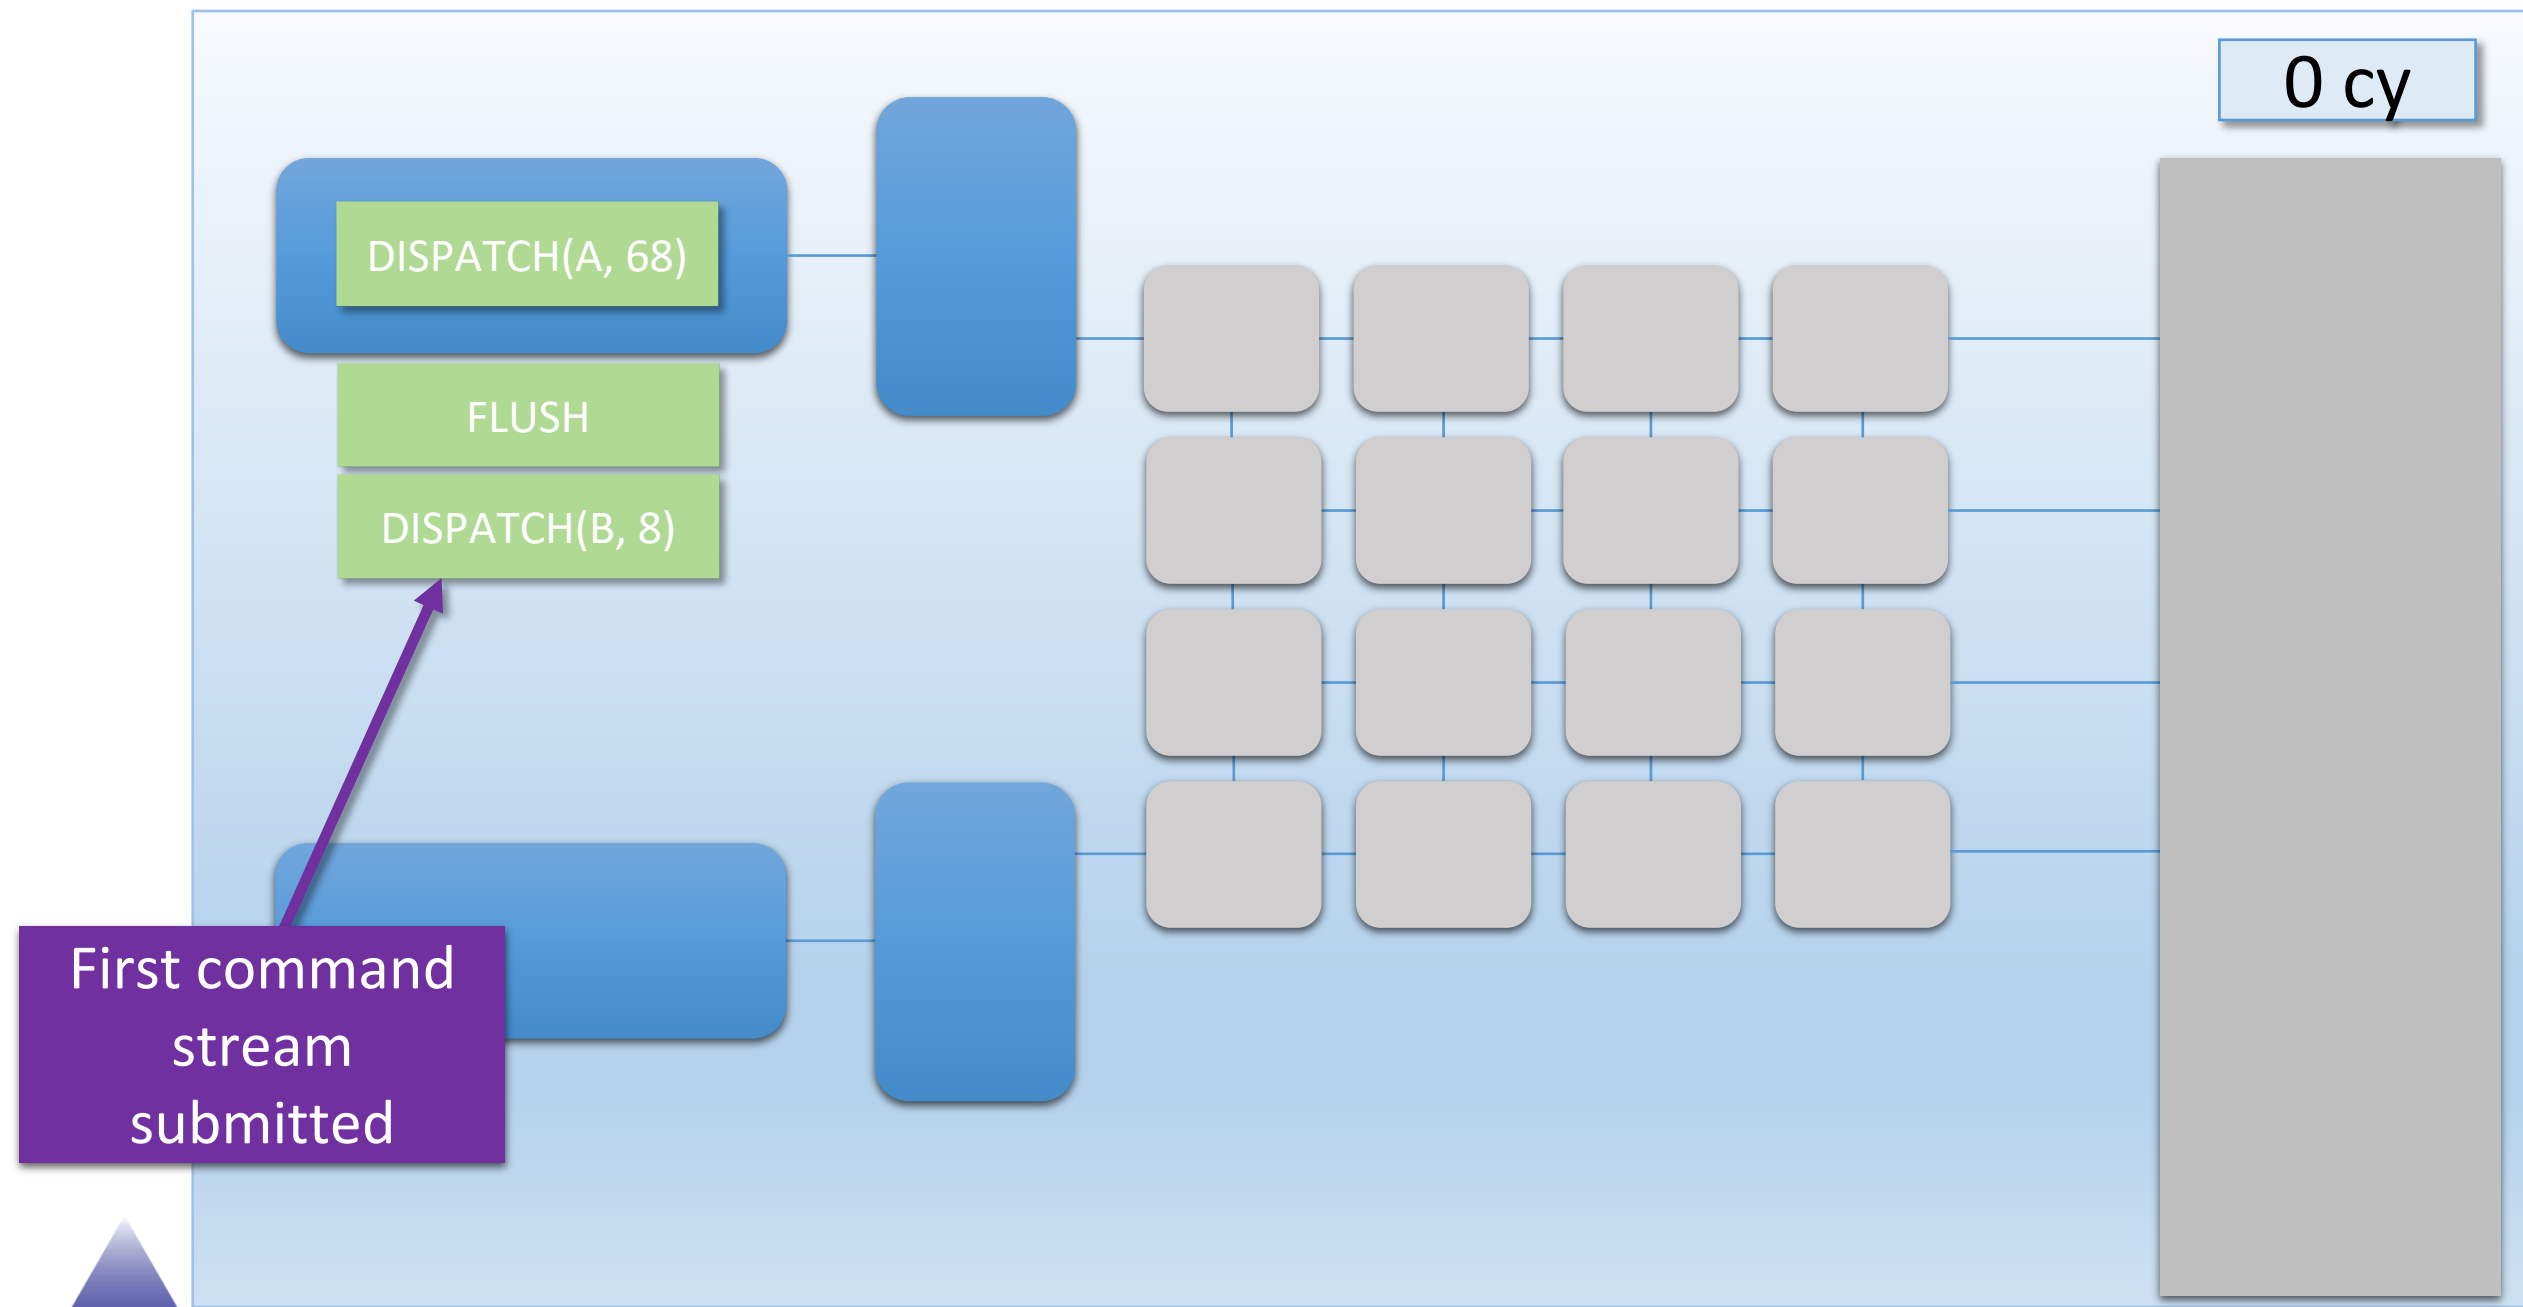 0 cy
DISPATCH(A, 68)
FLUSH
DISPATCH(B, 8)
First command
stream
submitted